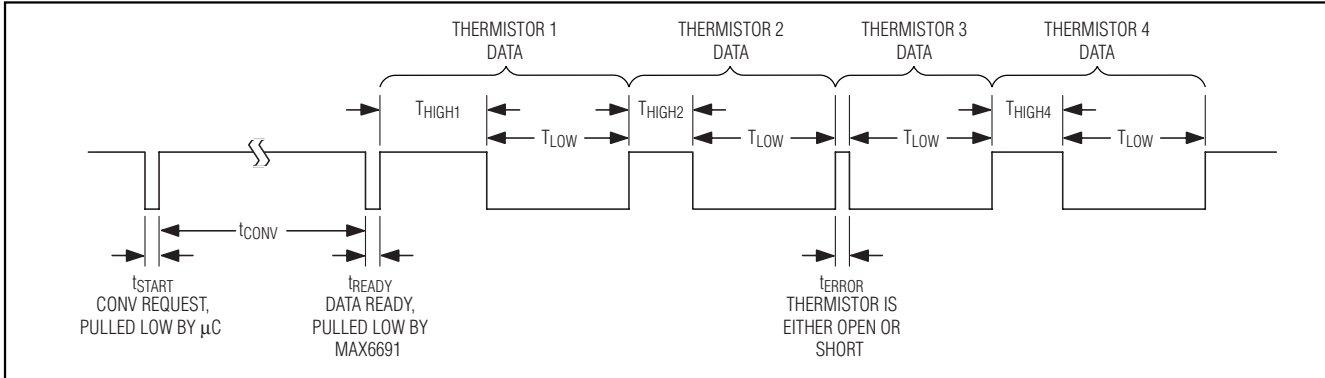 THERMISTOR 1
DATA
THERMISTOR 2
DATA
THERMISTOR 3
DATA
THERMISTOR 4
DATA
THIGH1
THIGH2
THIGH4
TLOW
TLOW
TLOW
TLOW
tCONV
tSTART
CONV REQUEST,
PULLED LOW BY μC
tREADY
DATA READY,
PULLED LOW BY
MAX6691
tERROR
THERMISTOR IS
EITHER OPEN OR
SHORT